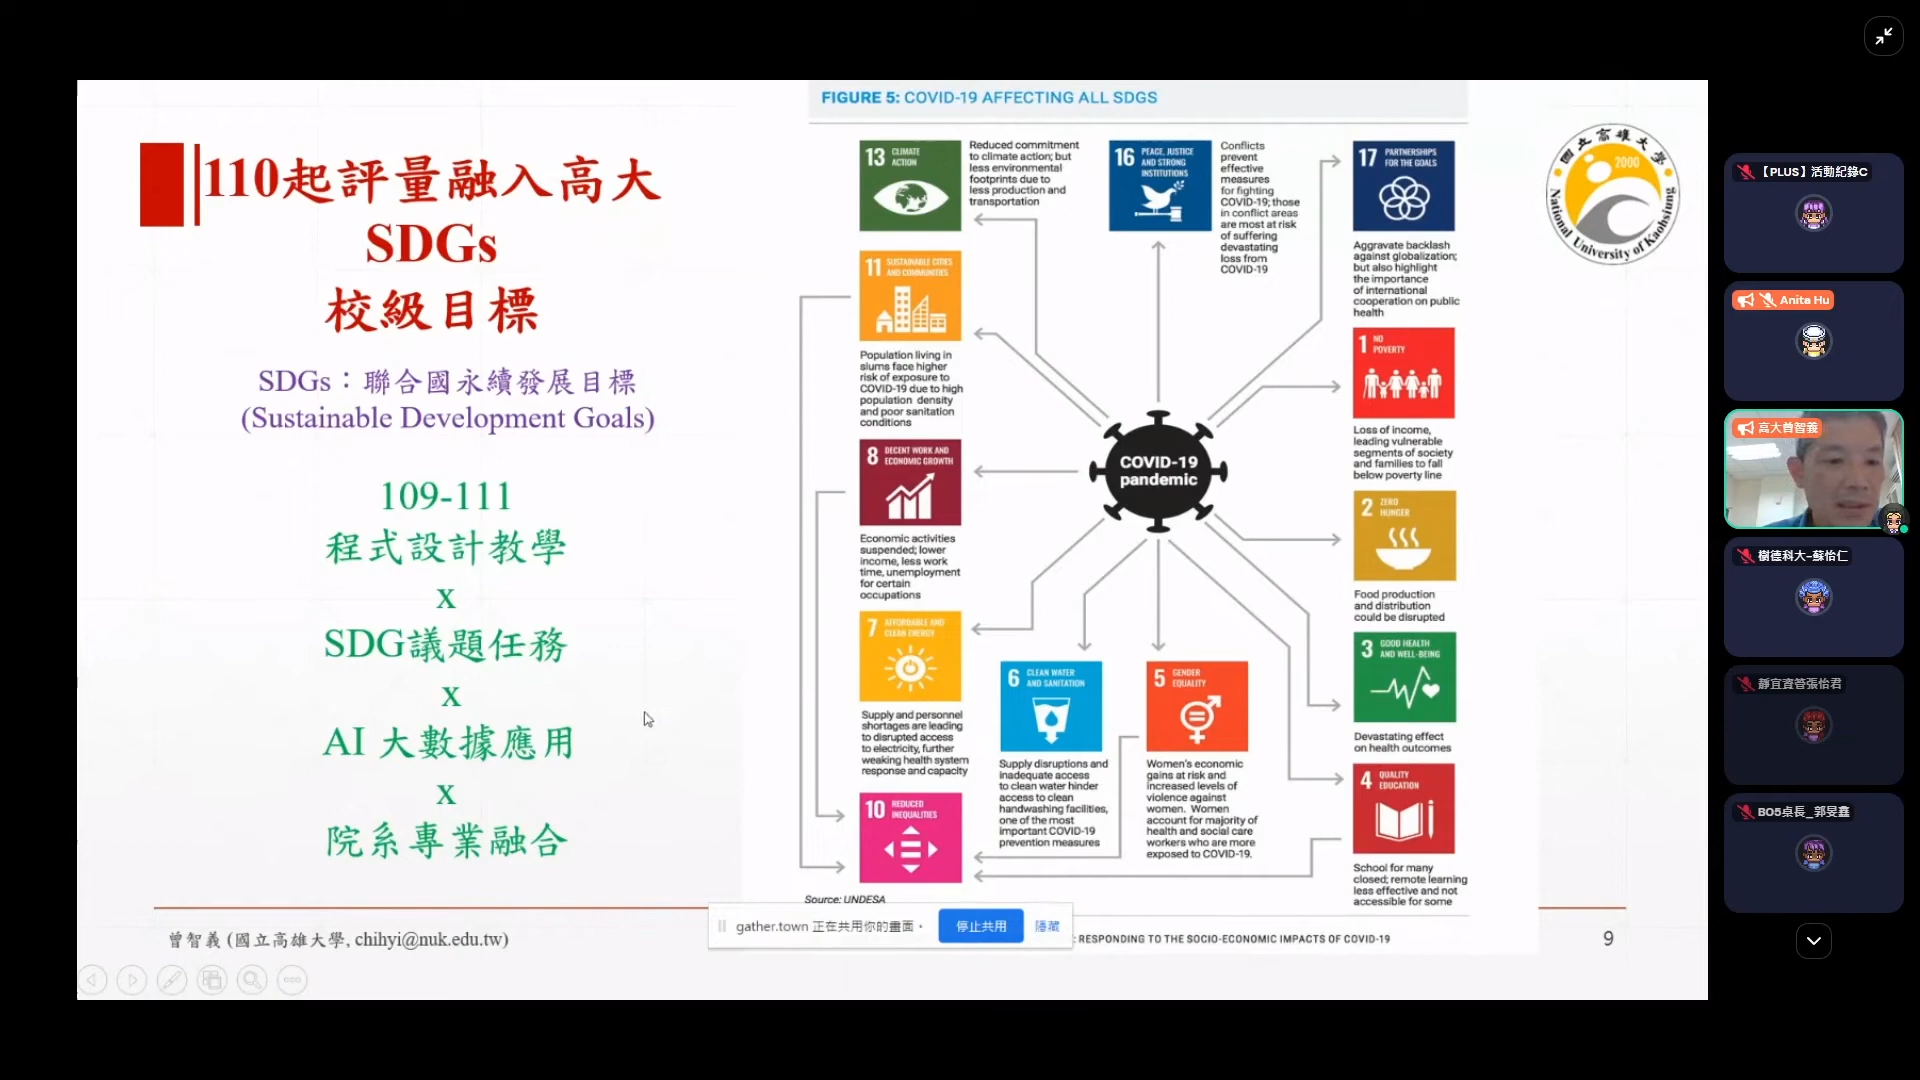 110起評量融入高大
SDGs
校級目標
SDGs：聯合國永續發展目標
(Sustainable Development Goals)
109-111
程式設計教學
x
SDG議題任務
x
AI 大數據應用
x
院系專業融合
曾智義 (國立高雄大學, chihyi@nuk.edu.tw)
FIGURE 5: COVID-19 AFFECTING ALL SDGS
13 CLIMATE
ACTION
Reduced commitment
to climate action; but
less environmental
footprints due to
less production and
transportation
16 PEACE, JUSTICE
AND STRONG
INSTITUTIONS
Conflicts
prevent
effective
measures
for fighting
COVID-19; those
in conflict areas
are most at risk
of suffering
devastating
loss from
COVID-19
17 PARTNERSHIPS
FOR THE GOALS
Aggravate backlash
against globalization;
but also highlight
the importance
of international
cooperation on public
health
11 SUSTAINABLE CITIES
AND COMMUNITIES
Population living in
slums face higher
risk of exposure to
COVID-19 due to high
population density
and poor sanitation
conditions
1 NO
POVERTY
Loss of income,
leading vulnerable
segments of society
and families to fall
below poverty line
8 DECENT WORK AND
ECONOMIC GROWTH
Economic activities
suspended; lower
income, less work
time, unemployment
for certain
occupations
COVID-19
pandemic
2 ZERO
HUNGER
Food production
and distribution
could be disrupted
7 AFFORDABLE AND
CLEAN ENERGY
Supply and personnel
shortages are leading
to disrupted access
to electricity, further
weaking health system
response and capacity
6 CLEAN WATER
AND SANITATION
Supply disruptions and
inadequate access
to clean water hinder
access to clean
handwashing facilities,
one of the most
important COVID-19
prevention measures
5 GENDER
EQUALITY
Women's economic
gains at risk and
increased levels of
violence against
women. Women
account for majority of
health and social care
workers who are more
exposed to COVID-19.
3 GOOD HEALTH
AND WELL-BEING
Devastating effect
on health outcomes
4 QUALITY
EDUCATION
School for many
closed; remote learning
less effective and not
accessible for some
10 REDUCED
INEQUALITIES
Source: UNDESA
gather.town 正在共用你的畫面。
停止共用
隱藏
: RESPONDING TO THE SOCIO-ECONOMIC IMPACTS OF COVID-19
9
國立高雄大學
2000
National University of Kaohsiung
【PLUS】活動紀錄C
Anita Hu
高大曾智義
樹德科大-蘇怡仁
靜宜資管張怡君
B05桌長_郭旻鑫